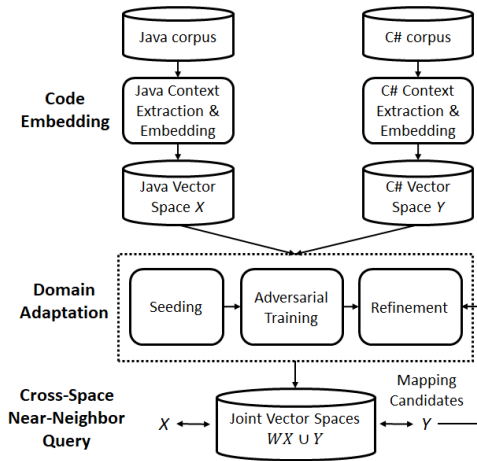 Java corpus
C# corpus
Code
Embedding
Java Context
Extraction &
Embedding
C# Context
Extraction &
Embedding
Java Vector
Space X
C# Vector
Space Y
Domain
Adaptation
Seeding
Adversarial
Training
Refinement
Cross-Space
Near-Neighbor
Query
X
Joint Vector Spaces
WX ∪ Y
Mapping
Candidates
Y